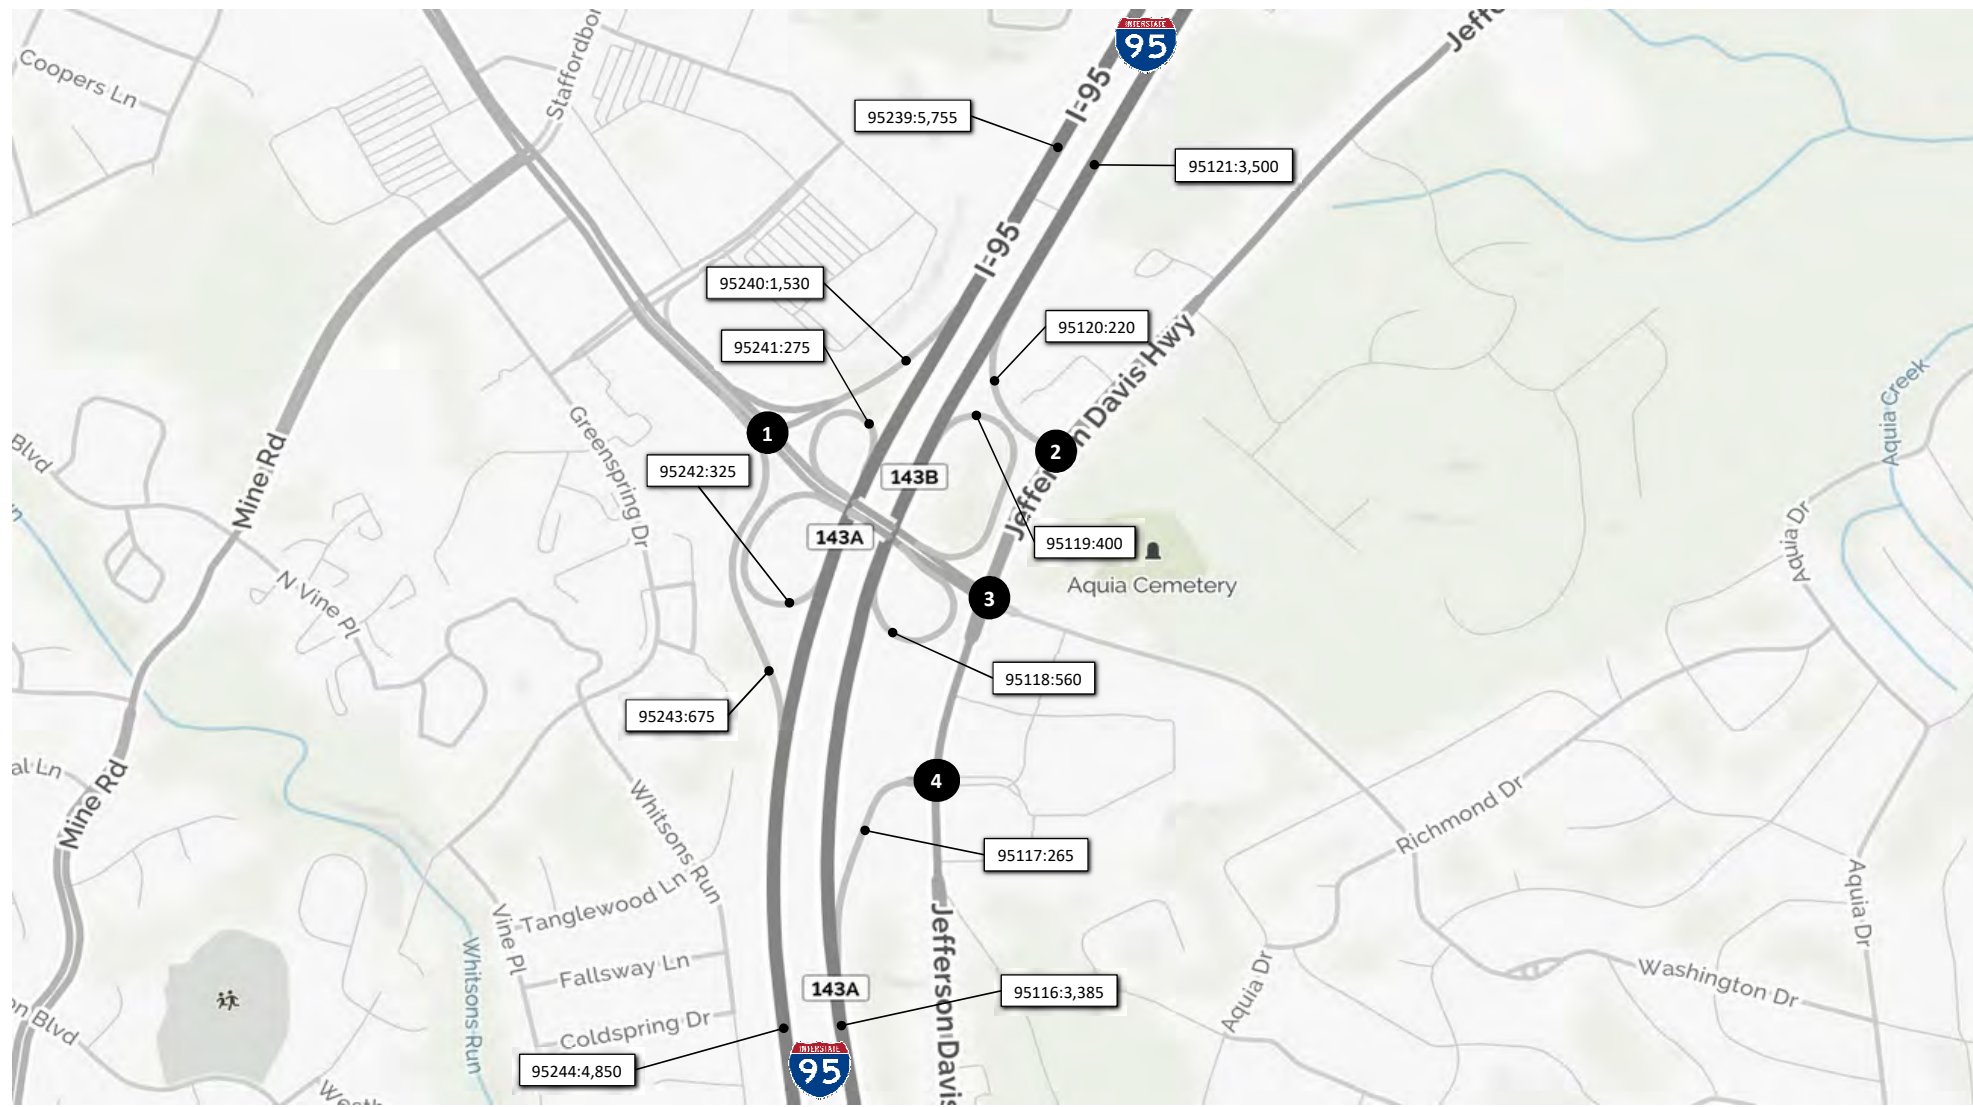 Coopers Ln
Staffordbor
INTERSTATE
95
I-95
Jeffe
95239:5,755
95121:3,500
I-95
95240:1,530
95241:275
95120:220
Jefferson Davis Hwy
Aquia Creek
Blvd
Mine Rd
Greenspring Dr
1
2
95242:325
143B
143A
95119:400
Aquia Cemetery
Aquia Dr
N Vine Pl
3
95118:560
95243:675
al Ln
Mine Rd
Whitsons Run
4
Richmond Dr
95117:265
Tanglewood Ln
Vine Pl
Aquia Dr
Whitsons Run
Fallsway Ln
143A
95116:3,385
Jefferson Davis
Aquia Dr
Washington Dr
on Blvd
Coldspring Dr
95244:4,850
INTERSTATE
95